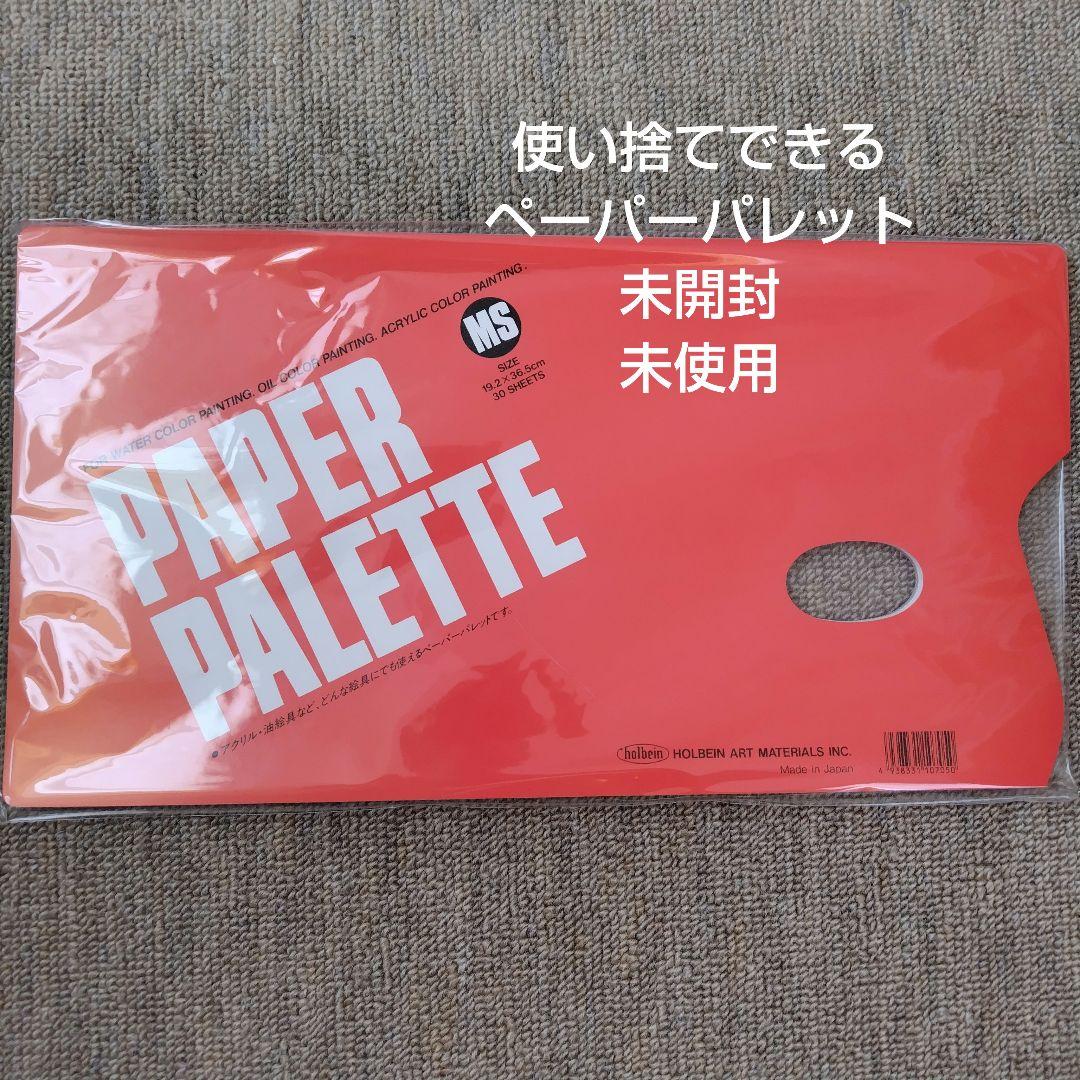 使い捨てできる
ペーパーパレット
未開封
未使用
FOR WATER COLOR PAINTING. OIL COLOR PAINTING. ACRYLIC COLOR PAINTING.
MS
SIZE
19.2×36.5cm
30 SHEETS
PAPER
PALETTE
●アクリル・油絵具など、どんな絵具にでも使えるペーパーパレットです。
holbein HOLBEIN ART MATERIALS INC.
Made in Japan
4 938331 107050